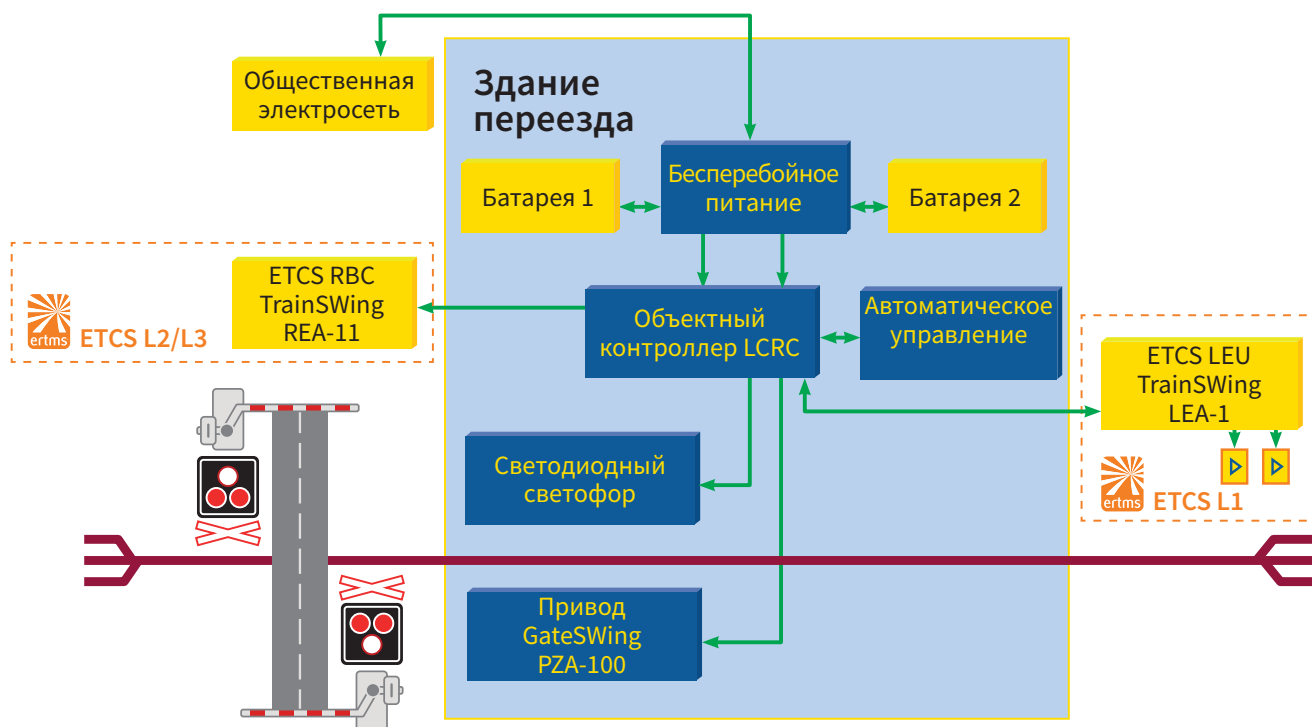 Общественная
электросеть
Здание
переезда
Бесперебойное
питание
Батарея 1
Батарея 2
ETCS RBC
TrainSWing
REA-11
ertms
ETCS L2/L3
Объектный
контроллер LCRC
Автоматическое
управление
ETCS LEU
TrainSWing
LEA-1
Светодиодный
светофор
ertms
ETCS L1
Привод
GateSWing
PZA-100